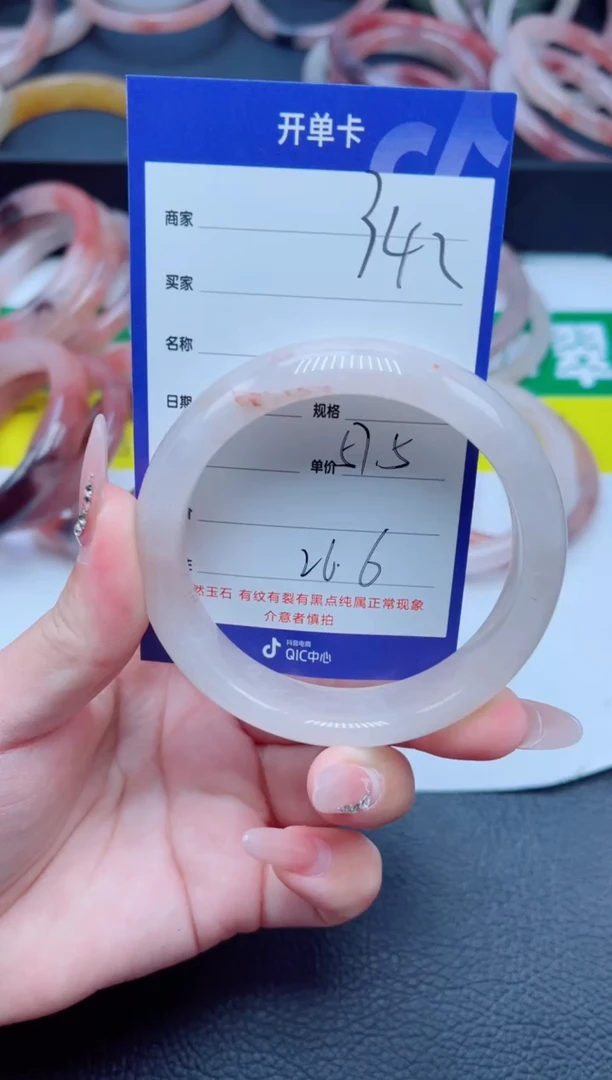 开单卡
商家 342
买家
名称
日期 规格
单价 57.5
26.6
然玉石 有纹有裂有黑点纯属正常现象
介意者慎拍
抖音电商
QIC中心
翠